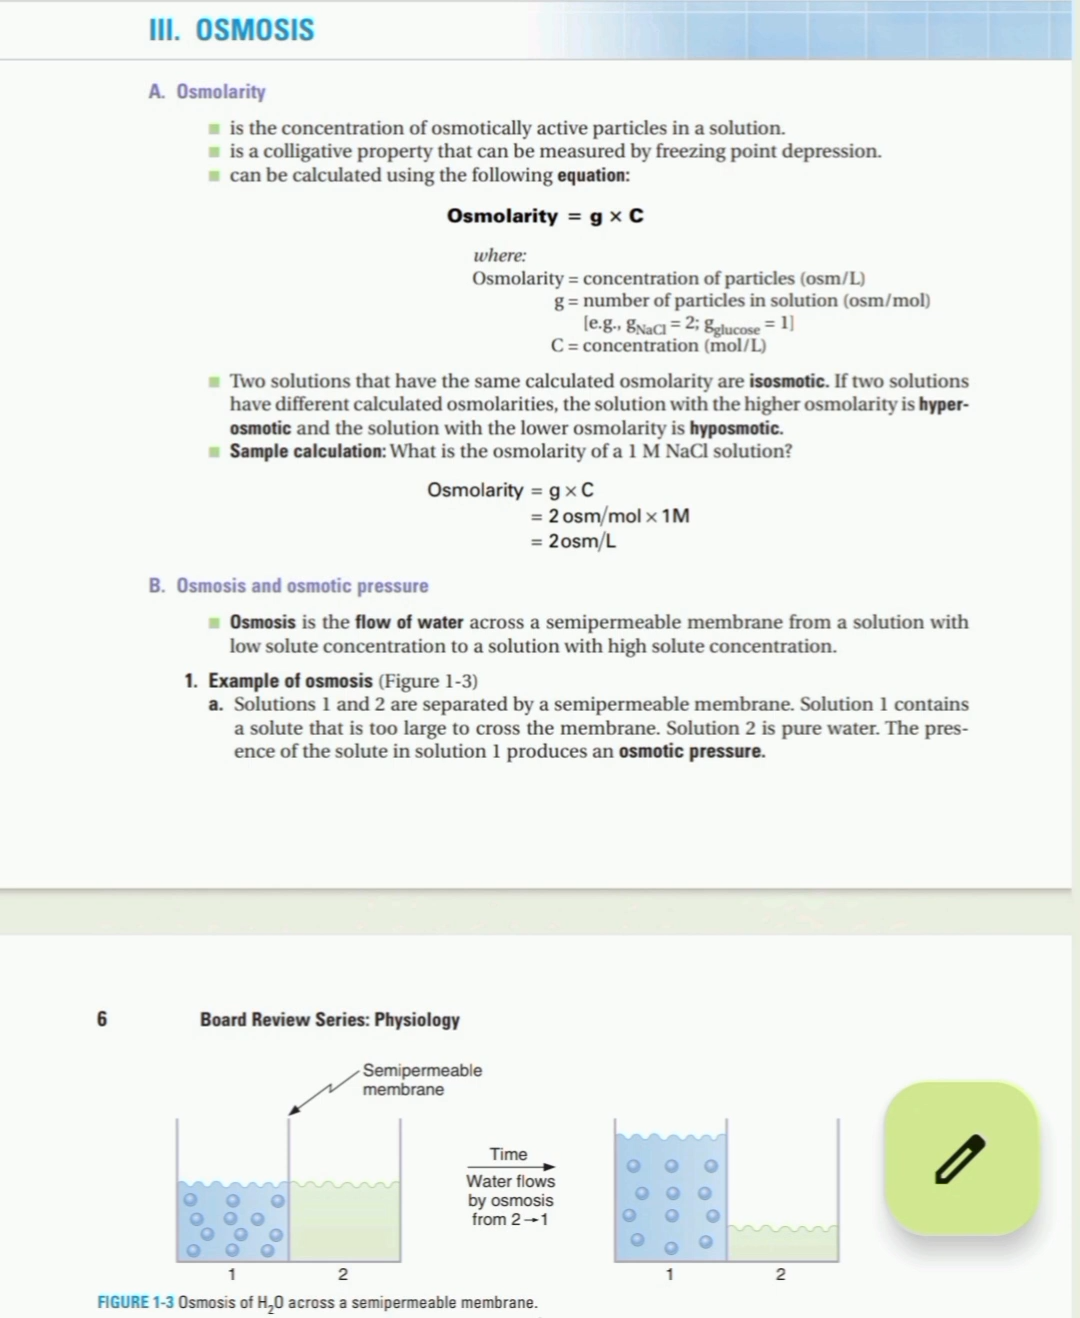 III. OSMOSIS
A. Osmolarity
■ is the concentration of osmotically active particles in a solution.
■ is a colligative property that can be measured by freezing point depression.
■ can be calculated using the following equation:
Osmolarity = g × C
where:
Osmolarity = concentration of particles (osm/L)
g = number of particles in solution (osm/mol)
[e.g., gNaCl = 2; gglucose = 1]
C = concentration (mol/L)
■ Two solutions that have the same calculated osmolarity are isosmotic. If two solutions
have different calculated osmolarities, the solution with the higher osmolarity is hyper-
osmotic and the solution with the lower osmolarity is hyposmotic.
■ Sample calculation: What is the osmolarity of a 1 M NaCl solution?
Osmolarity = g × C
= 2 osm/mol × 1M
= 2osm/L
B. Osmosis and osmotic pressure
■ Osmosis is the flow of water across a semipermeable membrane from a solution with
low solute concentration to a solution with high solute concentration.
1. Example of osmosis (Figure 1-3)
a. Solutions 1 and 2 are separated by a semipermeable membrane. Solution 1 contains
a solute that is too large to cross the membrane. Solution 2 is pure water. The pres-
ence of the solute in solution 1 produces an osmotic pressure.
6 Board Review Series: Physiology
Semipermeable
membrane
Time
Water flows
by osmosis
from 2→1
1 2 1 2
FIGURE 1-3 Osmosis of H₂O across a semipermeable membrane.